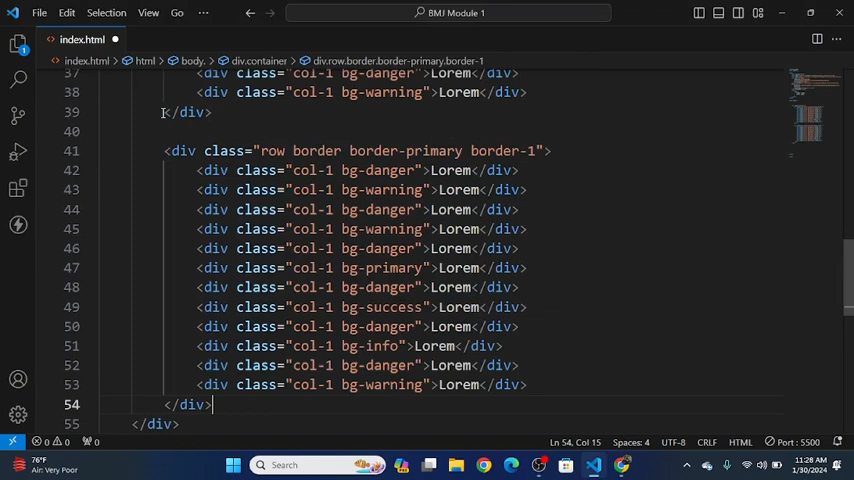 File Edit Selection View Go ··· BMJ Module 1
index.html
index.html > html > body. > div.container > div.row.border.border-primary.border-1
37 <div class="col-1 bg-danger">Lorem</div>
38 <div class="col-1 bg-warning">Lorem</div>
39 </div>
40
41 <div class="row border border-primary border-1">
42 <div class="col-1 bg-danger">Lorem</div>
43 <div class="col-1 bg-warning">Lorem</div>
44 <div class="col-1 bg-danger">Lorem</div>
45 <div class="col-1 bg-warning">Lorem</div>
46 <div class="col-1 bg-danger">Lorem</div>
47 <div class="col-1 bg-primary">Lorem</div>
48 <div class="col-1 bg-danger">Lorem</div>
49 <div class="col-1 bg-success">Lorem</div>
50 <div class="col-1 bg-danger">Lorem</div>
51 <div class="col-1 bg-info">Lorem</div>
52 <div class="col-1 bg-danger">Lorem</div>
53 <div class="col-1 bg-warning">Lorem</div>
54 </div>
55 </div>
1
0 0 0 Ln 54, Col 15 Spaces: 4 UTF-8 CRLF HTML Port : 5500
76°F
Air: Very Poor
Search
11:28 AM
1/30/2024